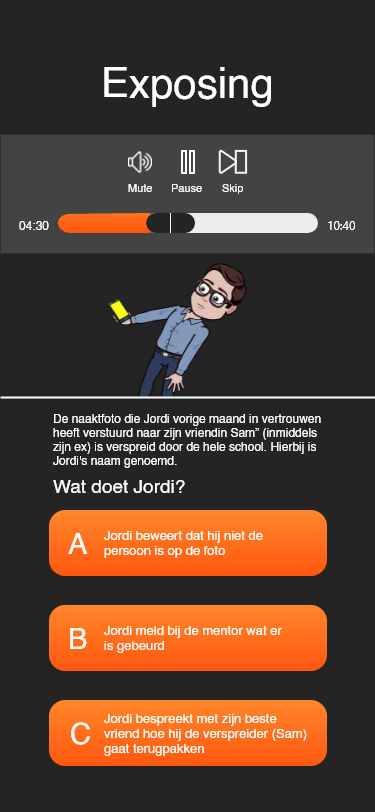 Exposing
Mute Pause Skip
04:30 10:40
De naaktfoto die Jordi vorige maand in vertrouwen
heeft verstuurd naar zijn vriendin Sam” (inmiddels
zijn ex) is verspreid door de hele school. Hierbij is
Jordi's naam genoemd.
Wat doet Jordi?
A Jordi beweert dat hij niet de
persoon is op de foto
B Jordi meld bij de mentor wat er
is gebeurd
C Jordi bespreekt met zijn beste
vriend hoe hij de verspreider (Sam)
gaat terugpakken